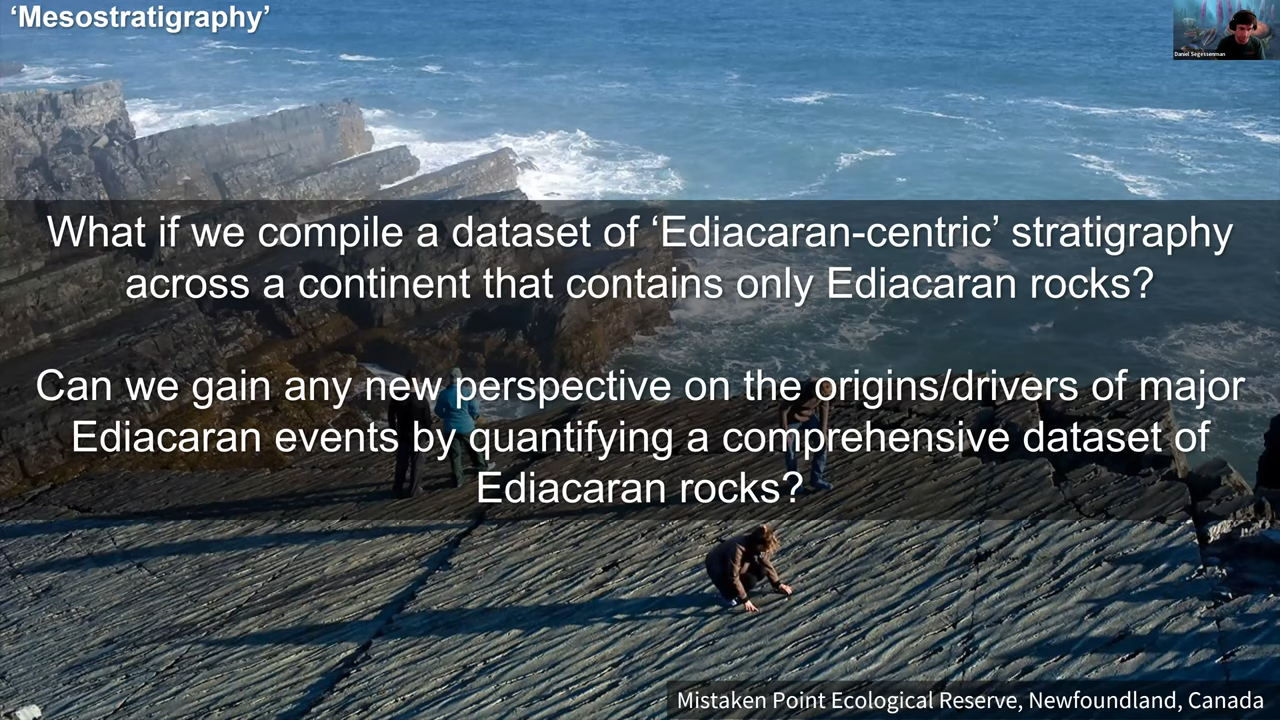 ‘Mesostratigraphy’
Daniel Segessenman
What if we compile a dataset of ‘Ediacaran-centric’ stratigraphy
across a continent that contains only Ediacaran rocks?
Can we gain any new perspective on the origins/drivers of major
Ediacaran events by quantifying a comprehensive dataset of
Ediacaran rocks?
Mistaken Point Ecological Reserve, Newfoundland, Canada